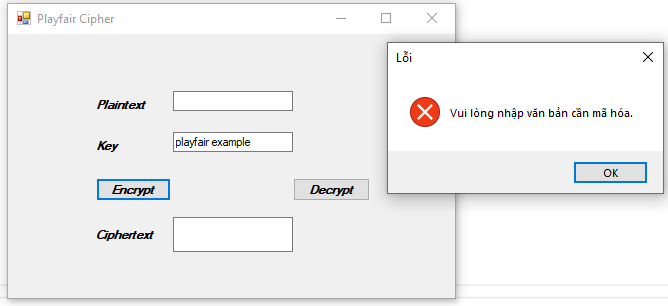 Playfair Cipher
Plaintext
Key
playfair example
Encrypt
Decrypt
Ciphertext
Lỗi
Vui lòng nhập văn bản cần mã hóa.
OK